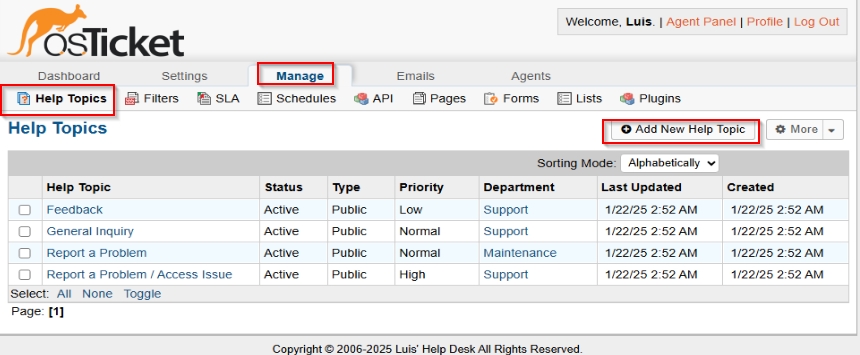 osTicket
Welcome, Luis. | Agent Panel | Profile | Log Out
Dashboard Settings Manage Emails Agents
Help Topics Filters SLA Schedules API Pages Forms Lists Plugins
Help Topics
Add New Help Topic More
Sorting Mode: Alphabetically
Help Topic Status Type Priority Department Last Updated Created
Feedback Active Public Low Support 1/22/25 2:52 AM 1/22/25 2:52 AM
General Inquiry Active Public Normal Support 1/22/25 2:52 AM 1/22/25 2:52 AM
Report a Problem Active Public Normal Maintenance 1/22/25 2:52 AM 1/22/25 2:52 AM
Report a Problem / Access Issue Active Public High Support 1/22/25 2:52 AM 1/22/25 2:52 AM
Select: All None Toggle
Page: [1]
Copyright © 2006-2025 Luis' Help Desk All Rights Reserved.